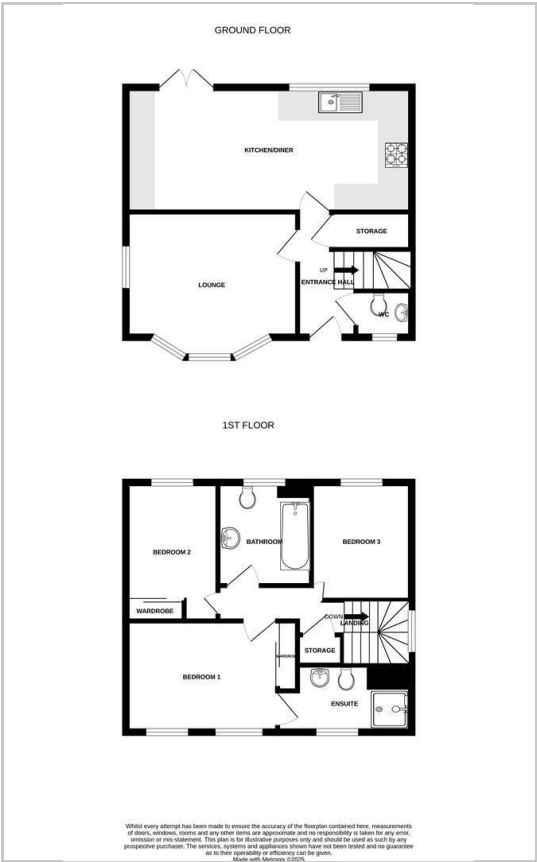 GROUND FLOOR
KITCHEN/DINER
STORAGE
UP
LOUNGE
ENTRANCE HALL
WC
1ST FLOOR
BEDROOM 2
BATHROOM
BEDROOM 3
WARDROBE
DOWN
LANDING
STORAGE
BEDROOM 1
ENSUITE
Whilst every attempt has been made to ensure the accuracy of the floorplan contained here, measurements
of doors, windows, rooms and any other items are approximate and no responsibility is taken for any error,
omission or mis-statement. This plan is for illustrative purposes only and should be used as such by any
prospective purchaser. The services, systems and appliances shown have not been tested and no guarantee
as to their operability or efficiency can be given.
Made with Metropix ©2025